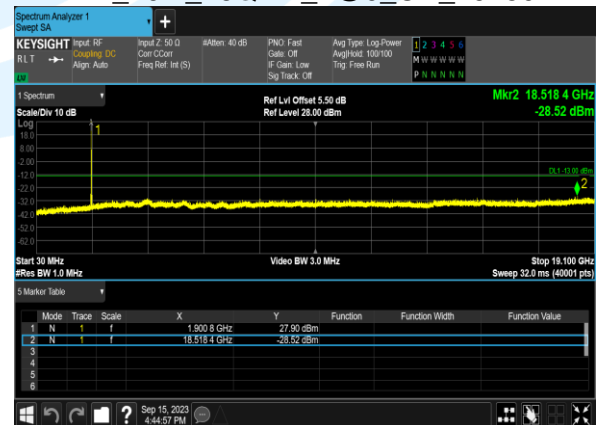 Spectrum Analyzer 1
Swept SA
+
KEYSIGHT
RLT
LW
Input: RF
Coupling: DC
Align: Auto
Input Z: 50 Ω
Corr CCorr
Freq Ref: Int (S)
#Atten: 40 dB
PNO: Fast
Gate: Off
IF Gain: Low
Sig Track: Off
Avg Type: Log-Power
Avg|Hold: 100/100
Trig: Free Run
1 2 3 4 5 6
M W W W W W
P N N N N N
1 Spectrum
Scale/Div 10 dB
Log
Ref Lvl Offset 5.50 dB
Ref Level 28.00 dBm
Mkr2 18.518 4 GHz
-28.52 dBm
1
18.0
8.00
-2.00
-12.0
DL1 -13.00 dBm
-22.0
2
-32.0
-42.0
-52.0
-62.0
Start 30 MHz
#Res BW 1.0 MHz
Video BW 3.0 MHz
Stop 19.100 GHz
Sweep 32.0 ms (40001 pts)
5 Marker Table
Mode Trace Scale X Y Function Function Width Function Value
1 N 1 f 1.900 8 GHz 27.90 dBm
2 N 1 f 18.518 4 GHz -28.52 dBm
3
4
5
6
?
Sep 15, 2023
4:44:57 PM